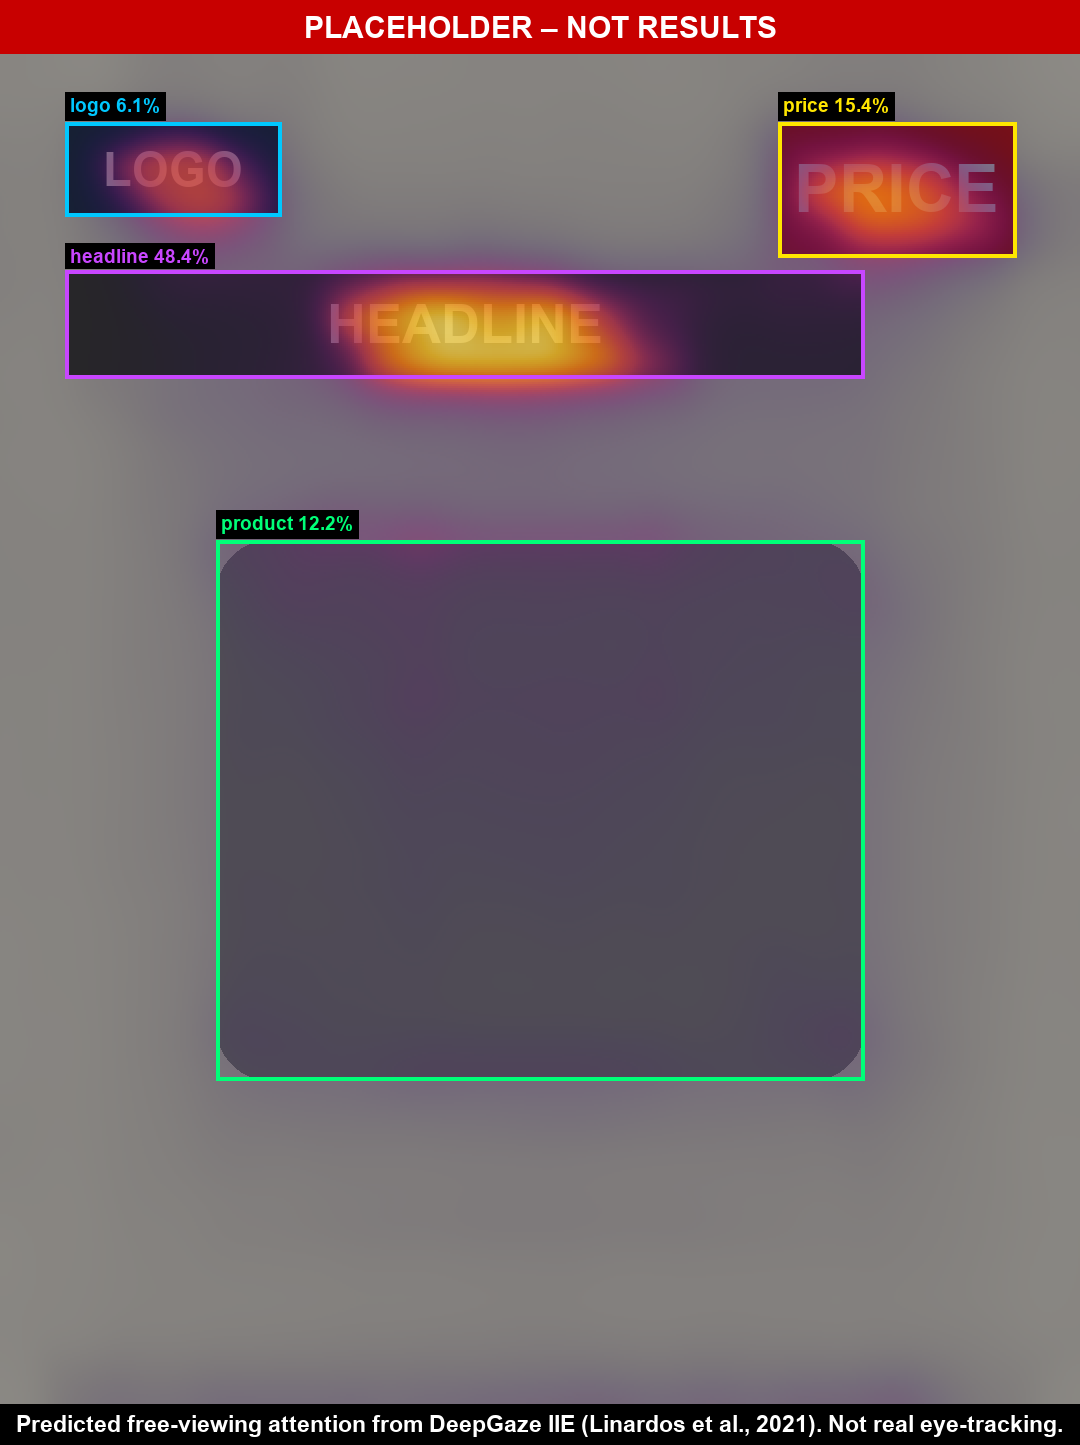 PLACEHOLDER – NOT RESULTS
logo 6.1%
price 15.4%
LOGO
PRICE
headline 48.4%
HEADLINE
product 12.2%
Predicted free-viewing attention from DeepGaze IIE (Linardos et al., 2021). Not real eye-tracking.